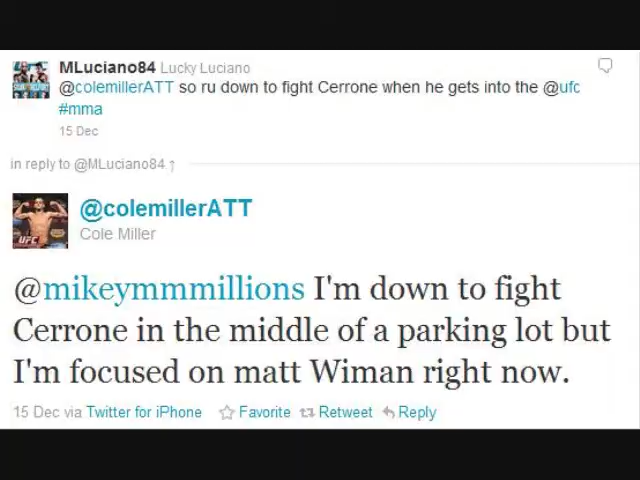 MLuciano84 Lucky Luciano
@colemillerATT so ru down to fight Cerrone when he gets into the @ufc
#mma
15 Dec
in reply to @MLuciano84 ↑
@colemillerATT
Cole Miller
@mikeymmmillions I'm down to fight
Cerrone in the middle of a parking lot but
I'm focused on matt Wiman right now.
15 Dec via Twitter for iPhone Favorite Retweet Reply